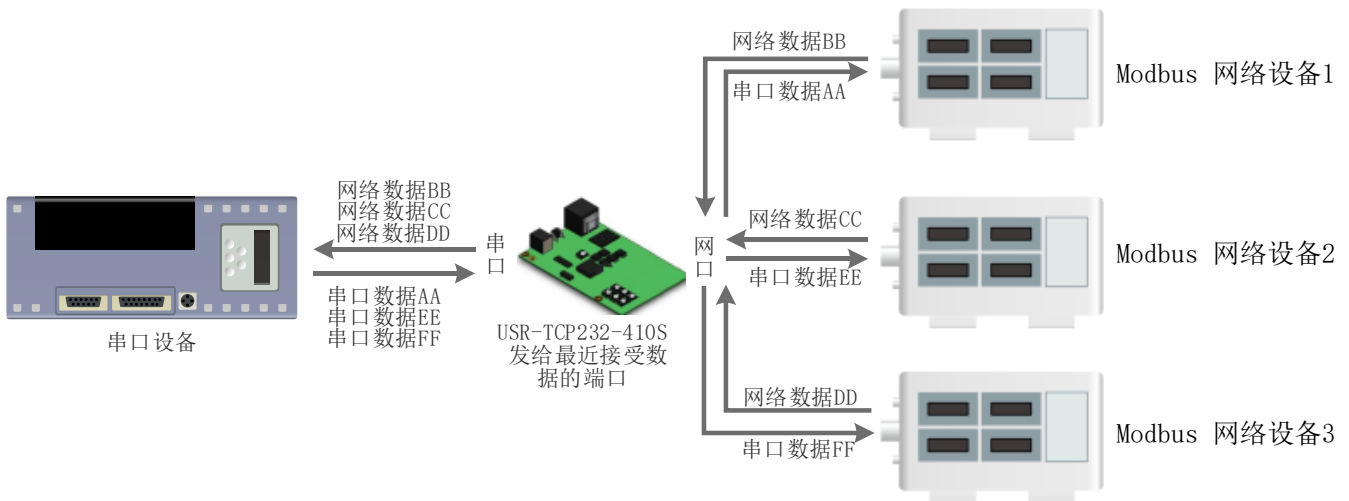 网络数据BB
串口数据AA
Modbus 网络设备1
网络数据BB
网络数据CC
网络数据DD
串口
网口
网络数据CC
串口数据EE
Modbus 网络设备2
串口数据AA
串口数据EE
串口数据FF
串口设备
USR-TCP232-410S
发给最近接受数
据的端口
网络数据DD
串口数据FF
Modbus 网络设备3